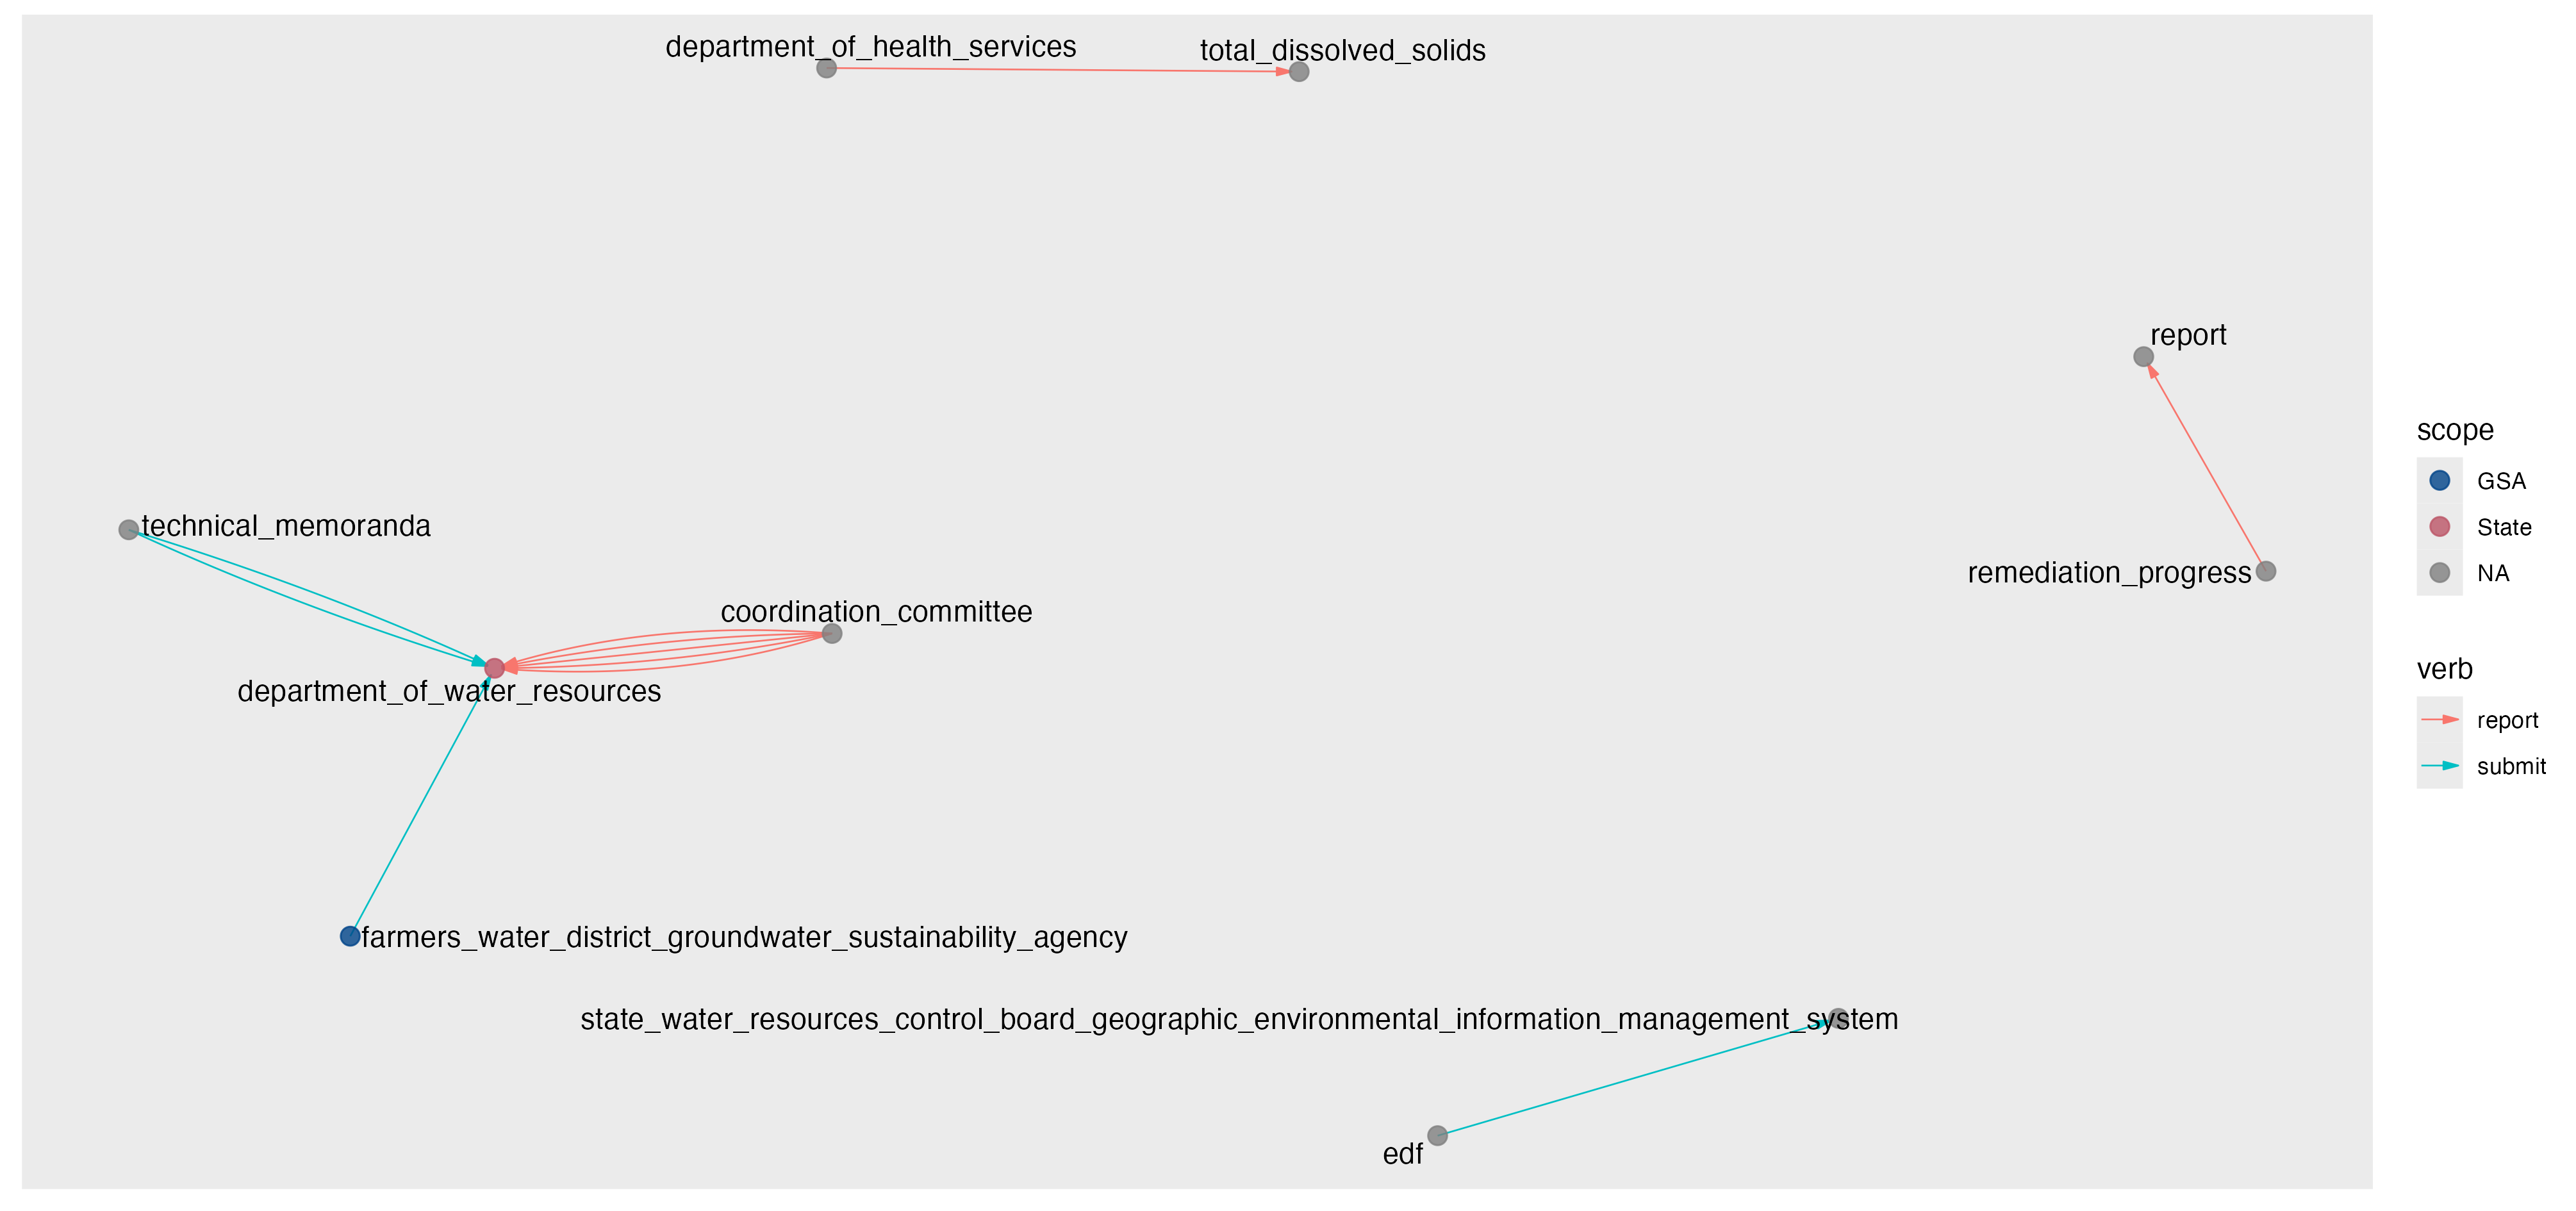 department_of_health_services
total_dissolved_solids
report
technical_memoranda
remediation_progress
coordination_committee
department_of_water_resources
farmers_water_district_groundwater_sustainability_agency
state_water_resources_control_board_geographic_environmental_information_management_system
edf
scope
GSA
State
NA
verb
report
submit